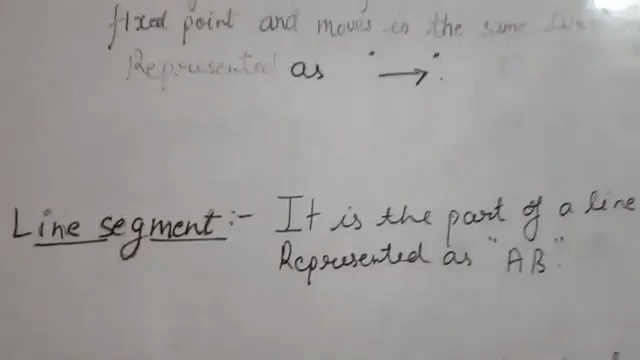 fixed point and moves in the same
Represented as "⟶".
Line segment :- It is the part of a line
Represented as "AB".